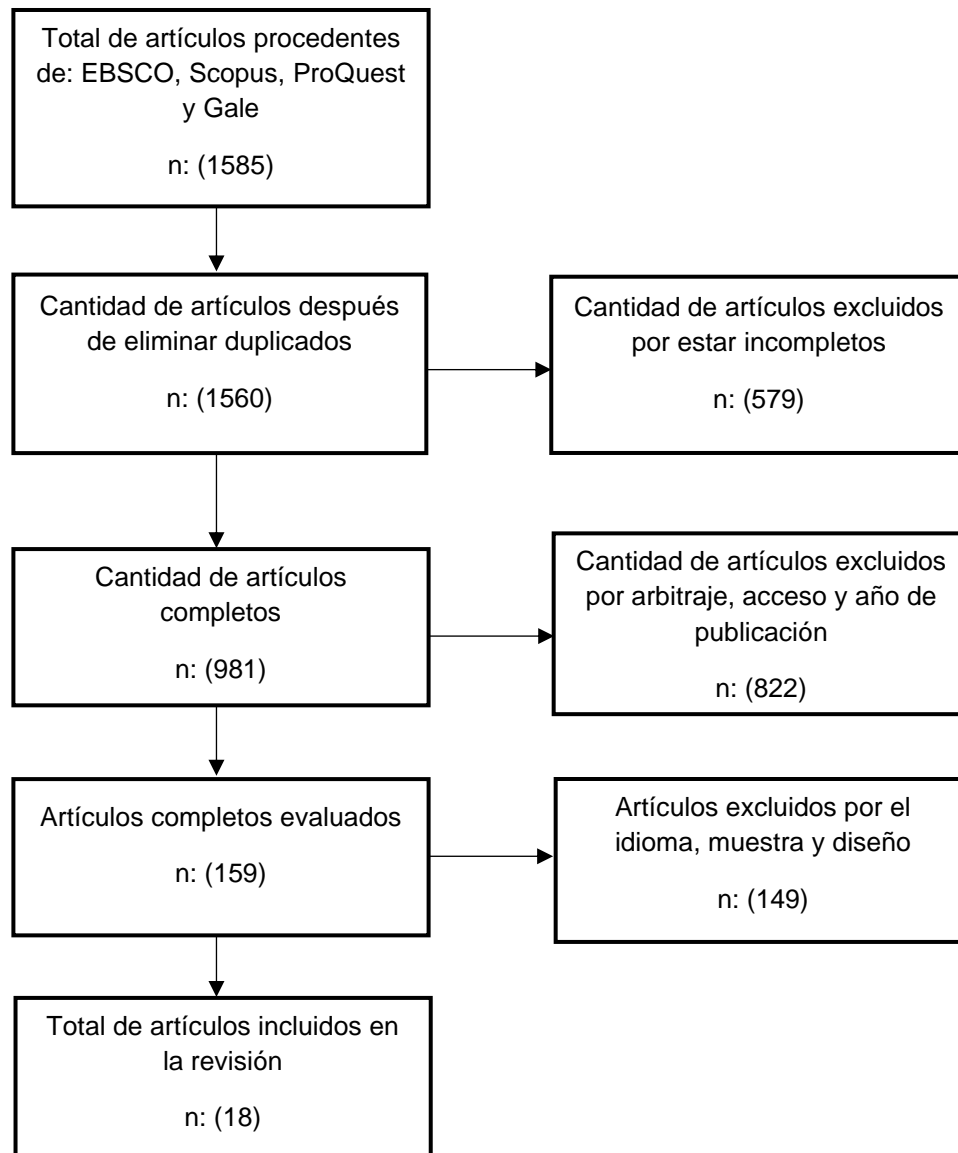 Total de artículos procedentes
de: EBSCO, Scopus, ProQuest
y Gale
n: (1585)
Cantidad de artículos después
de eliminar duplicados
n: (1560)
Cantidad de artículos excluidos
por estar incompletos
n: (579)
Cantidad de artículos
completos
n: (981)
Cantidad de artículos excluidos
por arbitraje, acceso y año de
publicación
n: (822)
Artículos completos evaluados
n: (159)
Artículos excluidos por el
idioma, muestra y diseño
n: (149)
Total de artículos incluidos en
la revisión
n: (18)